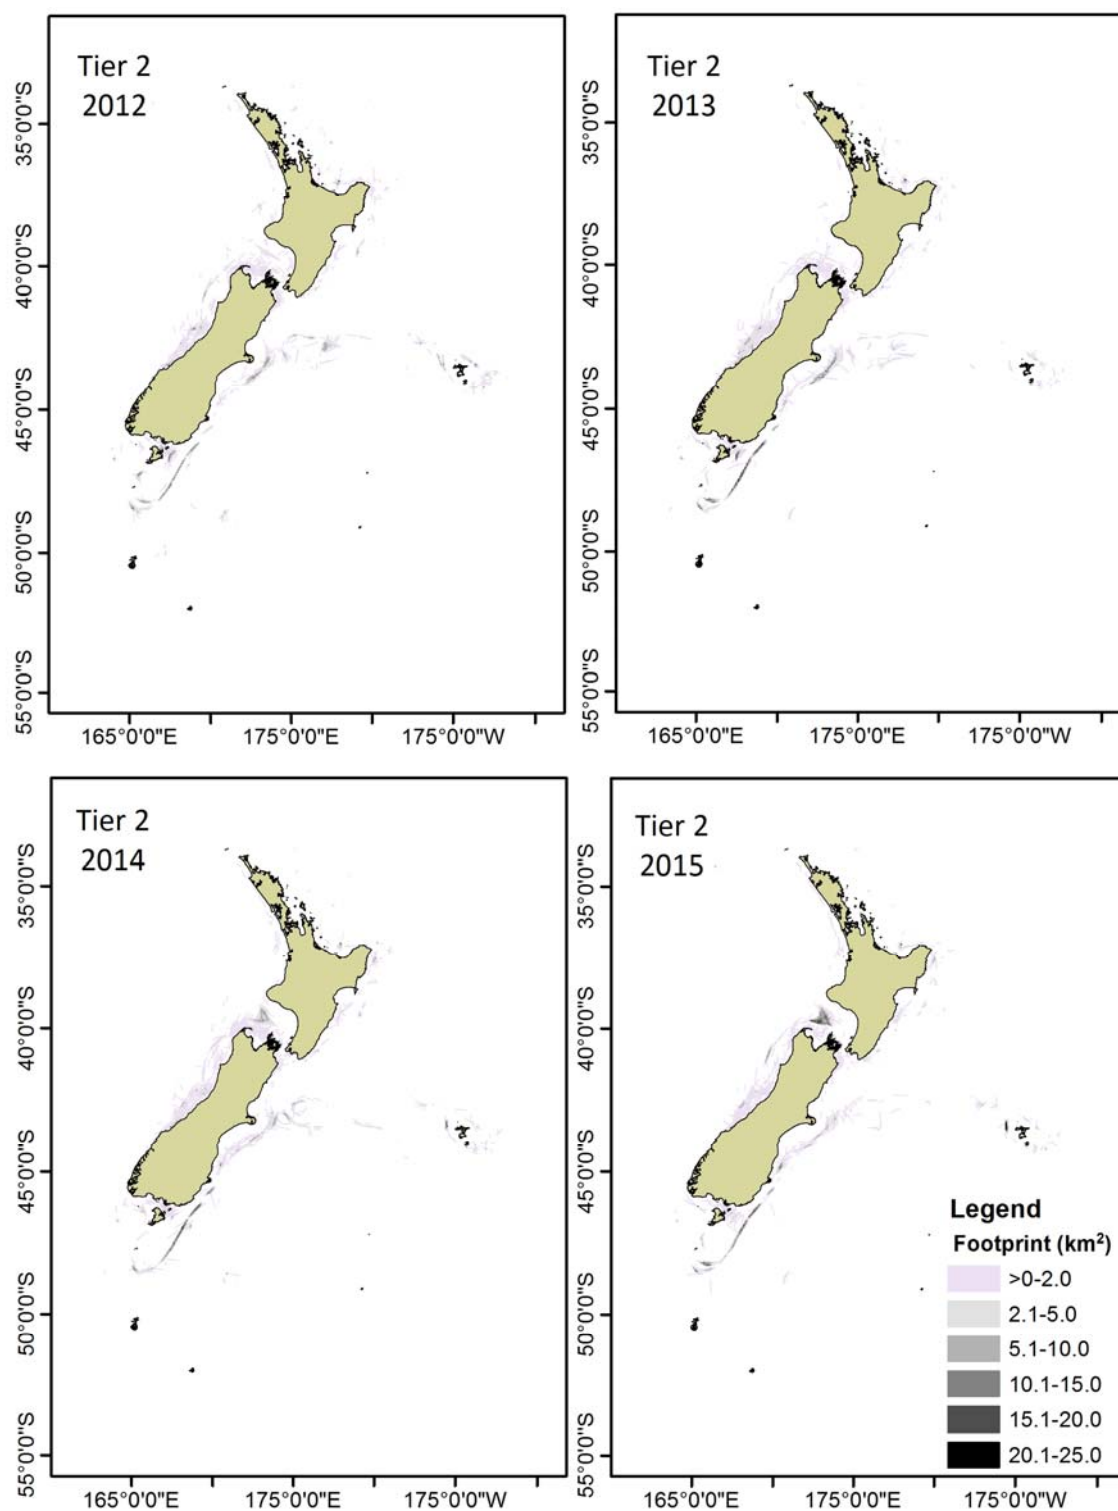 Tier 2
2012
35°0'0"S
40°0'0"S
45°0'0"S
50°0'0"S
55°0'0"S
165°0'0"E
175°0'0"E
175°0'0"W
Tier 2
2013
35°0'0"S
40°0'0"S
45°0'0"S
50°0'0"S
55°0'0"S
165°0'0"E
175°0'0"E
175°0'0"W
Tier 2
2014
35°0'0"S
40°0'0"S
45°0'0"S
50°0'0"S
55°0'0"S
165°0'0"E
175°0'0"E
175°0'0"W
Tier 2
2015
35°0'0"S
40°0'0"S
45°0'0"S
50°0'0"S
55°0'0"S
165°0'0"E
175°0'0"E
175°0'0"W
Legend
Footprint (km²)
>0-2.0
2.1-5.0
5.1-10.0
10.1-15.0
15.1-20.0
20.1-25.0